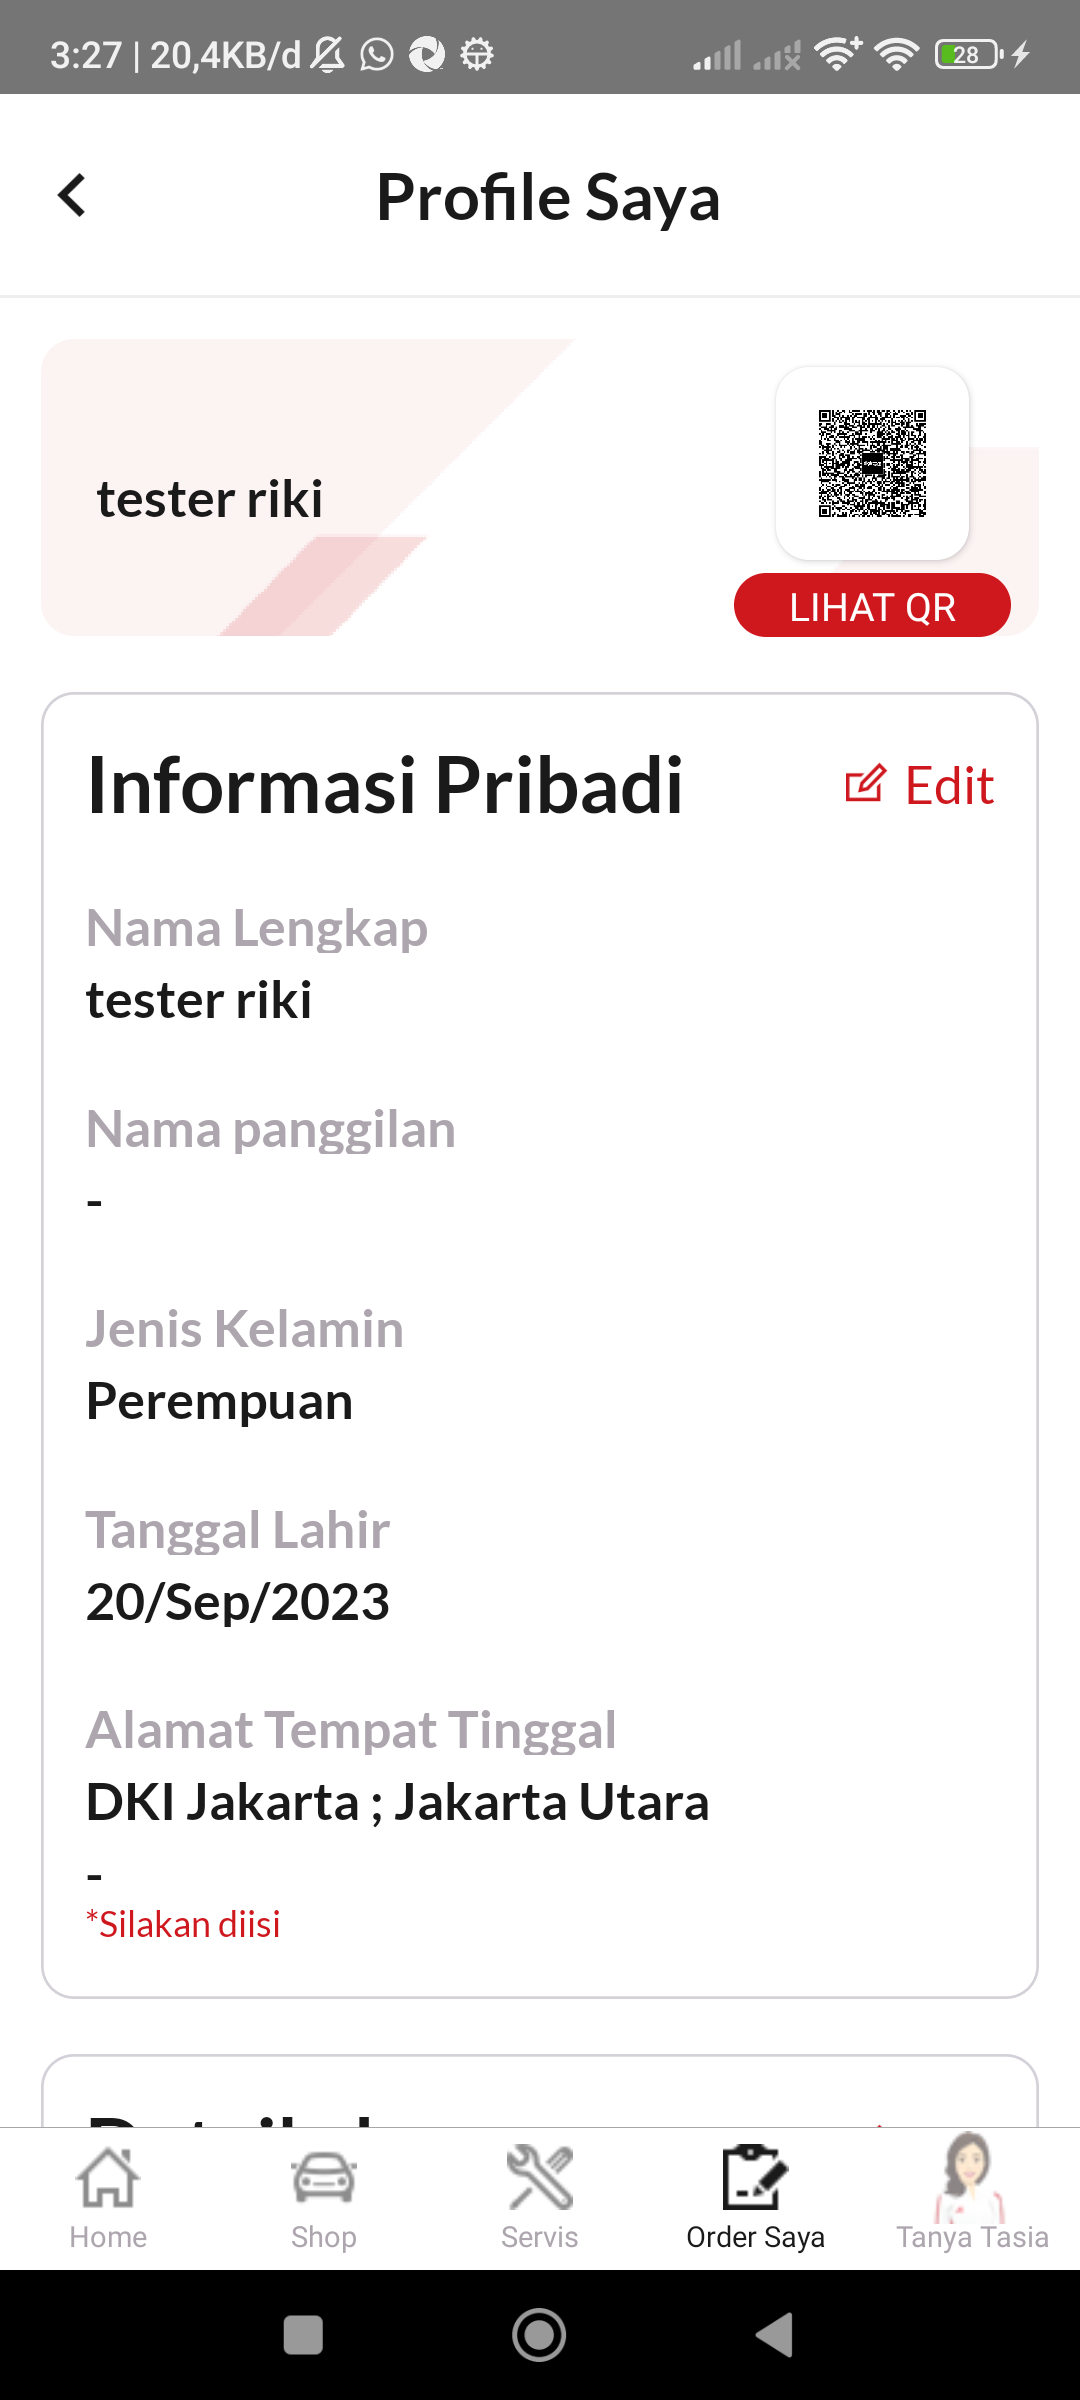 3:27 | 20,4KB/d
28
Profile Saya
tester riki
LIHAT QR
Informasi Pribadi
Edit
Nama Lengkap
tester riki
Nama panggilan
-
Jenis Kelamin
Perempuan
Tanggal Lahir
20/Sep/2023
Alamat Tempat Tinggal
DKI Jakarta ; Jakarta Utara
-
*Silakan diisi
Home
Shop
Servis
Order Saya
Tanya Tasia